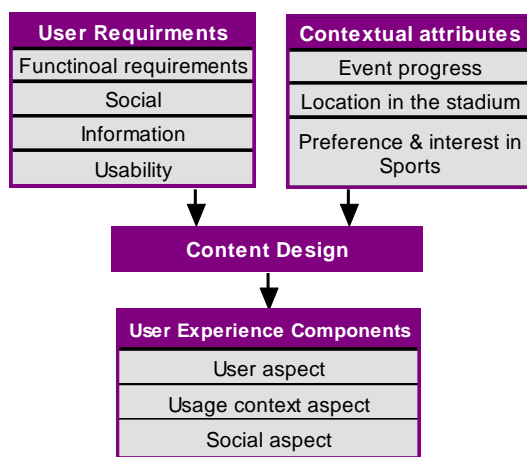 User Requirments
Functinoal requirements
Social
Information
Usability
Contextual attributes
Event progress
Location in the stadium
Preference & interest in
Sports
Content Design
User Experience Components
User aspect
Usage context aspect
Social aspect